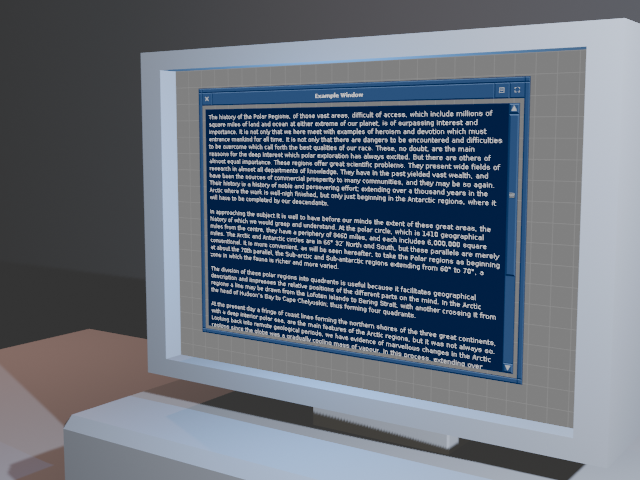 Example Window
The history of the Polar Regions, of those vast areas, difficult of access, which include millions of
square miles of land and ocean at either extreme of our planet, is of surpassing interest and
importance. It is not only that we here meet with examples of heroism and devotion which must
entrance mankind for all time. It is not only that there are dangers to be encountered and difficulties
to be overcome which call forth the best qualities of our race. These, no doubt, are the main
reasons for the deep interest which polar exploration has always excited. But there are others of
almost equal importance. These regions offer great scientific problems. They present wide fields of
research in almost all departments of knowledge. They have in the past yielded vast wealth, and
have been the sources of commercial prosperity to many communities, and they may be so again.
Their history is a history of noble and persevering effort; extending over a thousand years in the
Arctic where the work is well-nigh finished, but only just beginning in the Antarctic regions, where it
will have to be completed by our descendants.
In approaching the subject it is well to have before our minds the extent of these great areas, the
history of which we would grasp and understand. At the polar circle, which is 1410 geographical
miles from the centre, they have a periphery of 8460 miles, and each includes 6,000,000 square
miles. The Arctic and Antarctic circles are in 66° 32' North and South, but these parallels are merely
conventional. It is more convenient, as will be seen hereafter, to take the Polar regions as beginning
at about the 70th parallel, the Sub-arctic and Sub-antarctic regions extending from 60° to 70°, a
zone in which the fauna is richer and more varied.
The division of these polar regions into quadrants is useful because it facilitates geographical
description and impresses the relative positions of the different parts on the mind. In the Arctic
regions a line may be drawn from the Lofoten Islands to Bering Strait, with another crossing it from
the head of Hudson's Bay to Cape Chelyuskin; thus forming four quadrants.
At the present day a fringe of coast lines forming the northern shores of the three great continents,
with a deep interior polar sea, are the main features of the Arctic regions, but it was not always so.
Looking back into remote geological periods, we have evidence of marvellous changes in the Arctic
regions since the globe was a gradually cooling mass of vapour. In this process, extending over